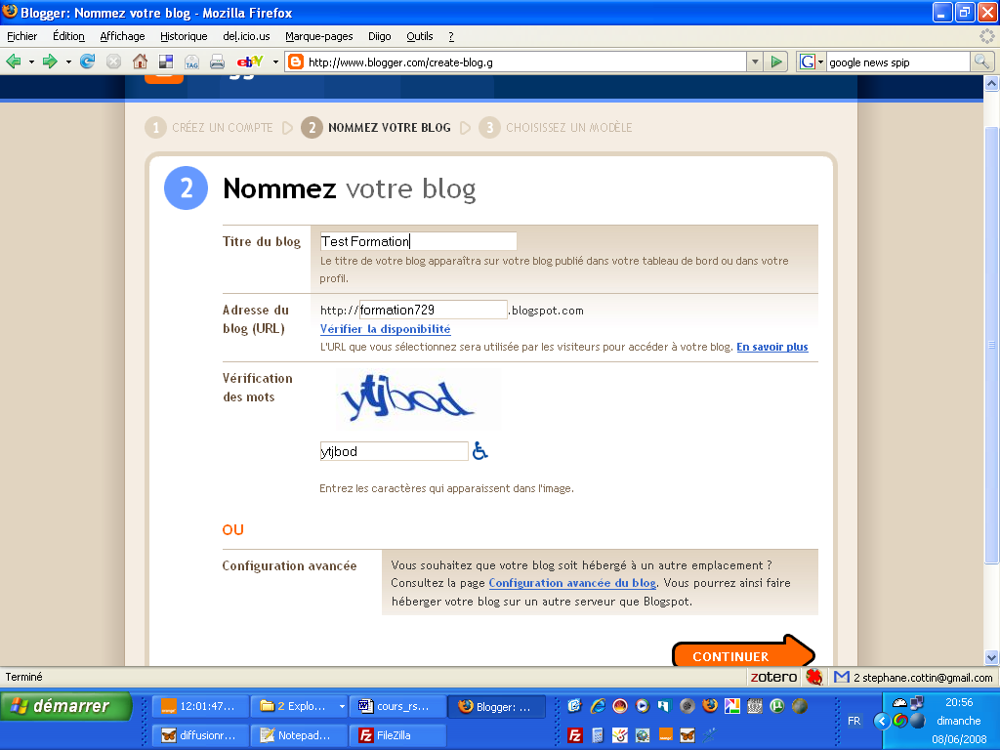 Blogger: Nommez votre blog - Mozilla Firefox
Fichier Édition Affichage Historique del.icio.us Marque-pages Diigo Outils ?
TAG ebY http://www.blogger.com/create-blog.g G google news spip
1 CRÉEZ UN COMPTE 2 NOMMEZ VOTRE BLOG 3 CHOISISSEZ UN MODÈLE
2 Nommez votre blog
Titre du blog Test Formation
Le titre de votre blog apparaîtra sur votre blog publié dans votre tableau de bord ou dans votre
profil.
Adresse du blog (URL) http://formation729.blogspot.com
Vérifier la disponibilité
L'URL que vous sélectionnez sera utilisée par les visiteurs pour accéder à votre blog. En savoir plus
Vérification
des mots
ytjbod
ytjbod
Entrez les caractères qui apparaissent dans l'image.
OU
Configuration avancée Vous souhaitez que votre blog soit hébergé à un autre emplacement ?
Consultez la page Configuration avancée du blog. Vous pourrez ainsi faire
héberger votre blog sur un autre serveur que Blogspot.
CONTINUER
Terminé zotero 2 stephane.cottin@gmail.com
démarrer 12:01:47... 2 Explo... cours_rs... Blogger: ... FR 20:56
diffusionr... Notepad... FileZilla dimanche
08/06/2008